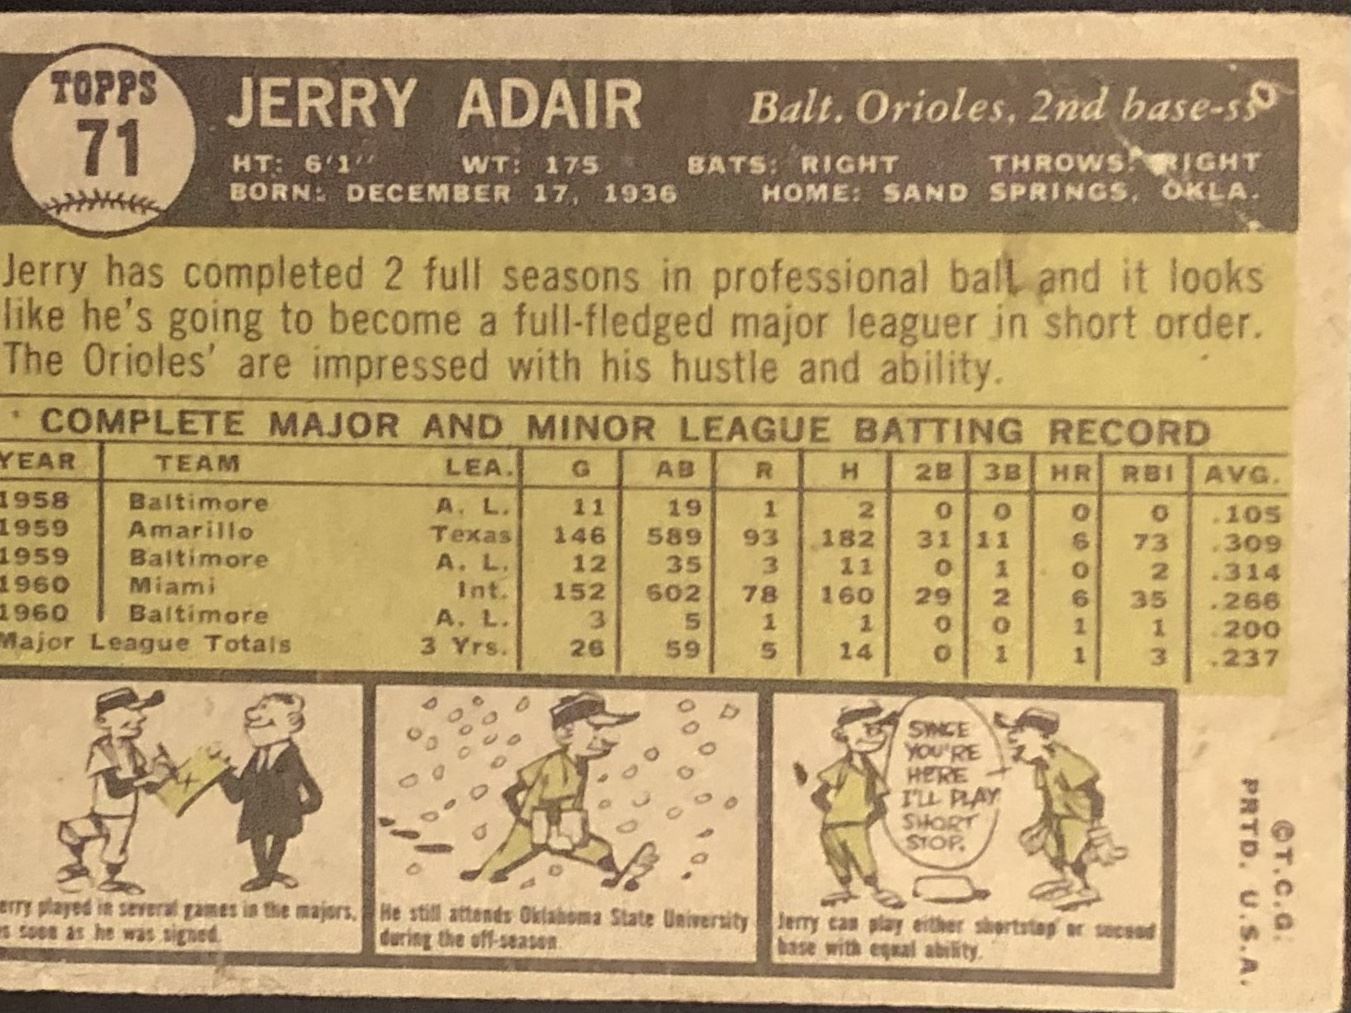 TOPPS
71
JERRY ADAIR
Balt. Orioles, 2nd base-ss
HT: 6'1" WT: 175 BATS: RIGHT THROWS: RIGHT
BORN: DECEMBER 17, 1936 HOME: SAND SPRINGS, OKLA.
Jerry has completed 2 full seasons in professional ball and it looks
like he's going to become a full-fledged major leaguer in short order.
The Orioles' are impressed with his hustle and ability.
COMPLETE MAJOR AND MINOR LEAGUE BATTING RECORD
YEAR TEAM LEA. G AB R H 2B 3B HR RBI AVG.
1958 Baltimore A. L. 11 19 1 2 0 0 0 0 .105
1959 Amarillo Texas 146 589 93 182 31 11 6 73 .309
1959 Baltimore A. L. 12 35 3 11 0 1 0 2 .314
1960 Miami Int. 152 602 78 160 29 2 6 35 .266
1960 Baltimore A. L. 3 5 1 1 0 0 1 1 .200
Major League Totals 3 Yrs. 26 59 5 14 0 1 1 3 .237
erry played in several games in the majors,
as soon as he was signed.
He still attends Oklahoma State University
during the off-season.
SINCE
YOU'RE
HERE
I'LL PLAY
SHORT
STOP.
Jerry can play either shortstop or second
base with equal ability.
©T.C.G.
PRTD. U.S.A.